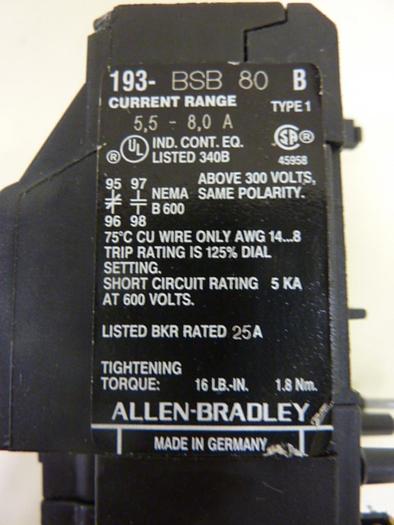 193- BSB 80 B
CURRENT RANGE TYPE 1
5,5 - 8,0 A
UL ® IND. CONT. EQ. SA ®
LISTED 340B 45958
95 97 ABOVE 300 VOLTS,
NEMA SAME POLARITY.
B 600
96 98
75°C CU WIRE ONLY AWG 14...8
TRIP RATING IS 125% DIAL
SETTING.
SHORT CIRCUIT RATING 5 KA
AT 600 VOLTS.
LISTED BKR RATED 25A
TIGHTENING
TORQUE: 16 LB.-IN. 1.8 Nm.
ALLEN-BRADLEY
MADE IN GERMANY